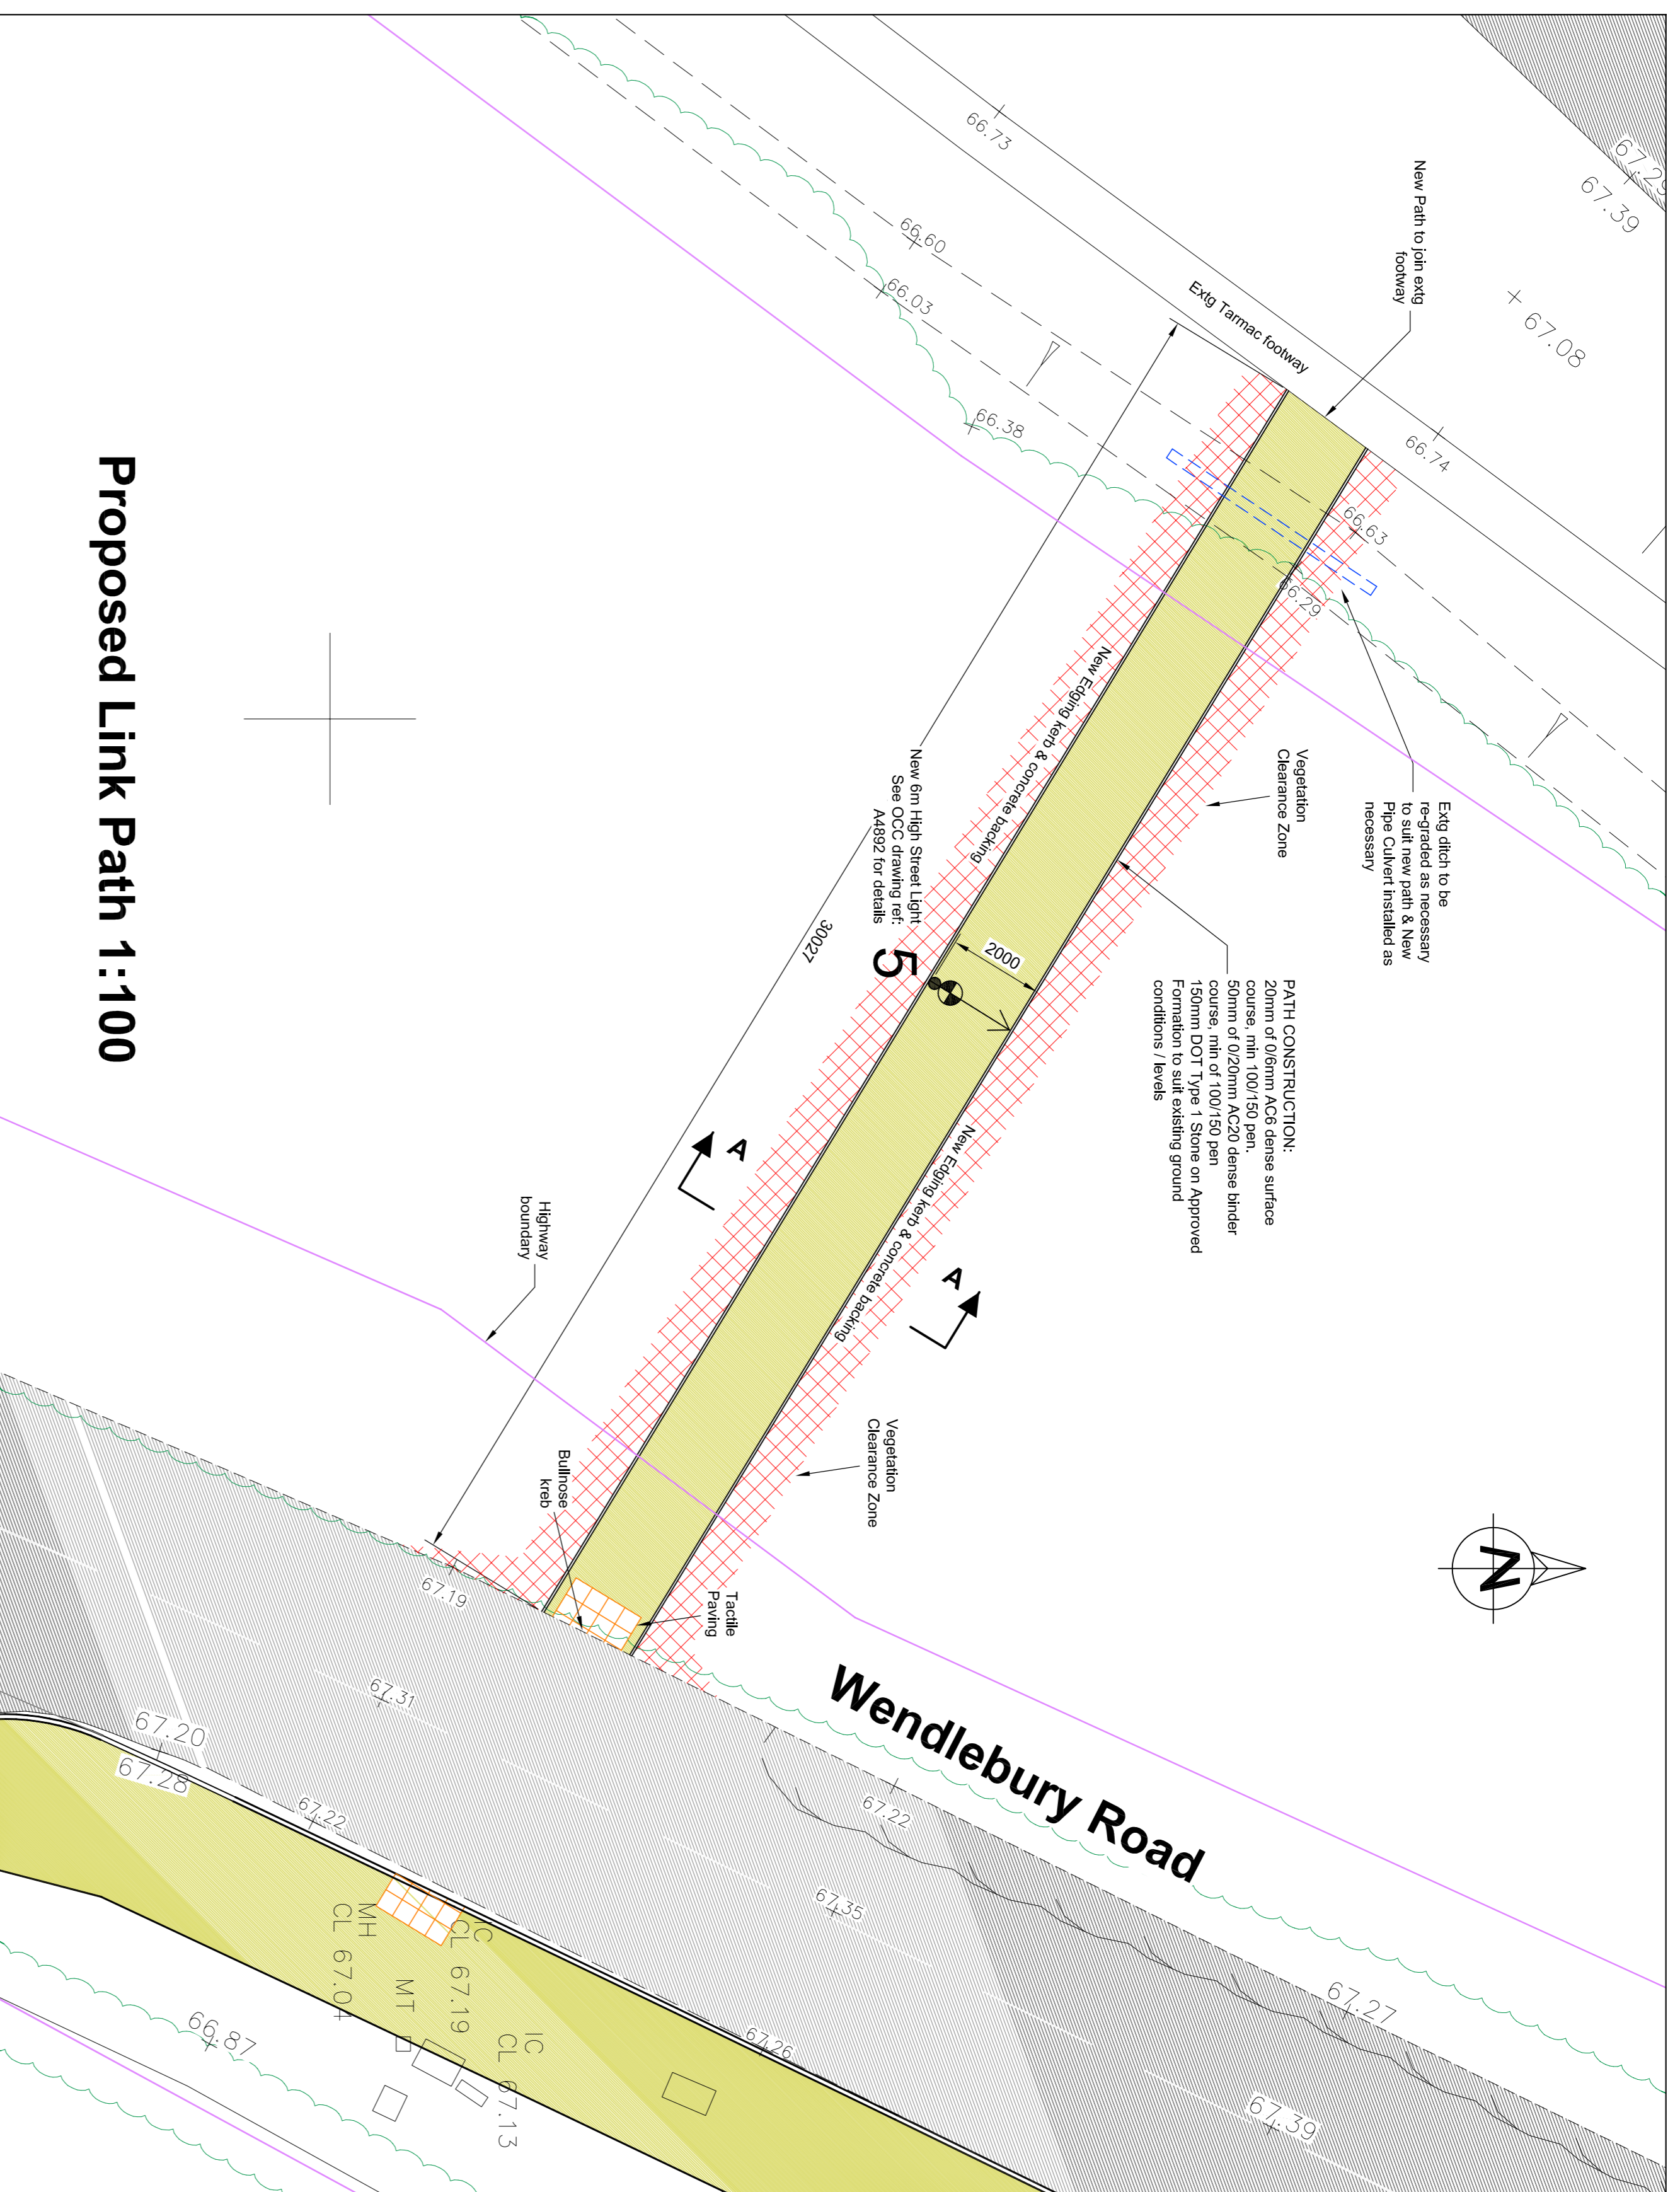 67.29
67.39
67.08
66.73
New Path to join extg
footway
66.60
66.03
Extg Tarmac footway
66.38
66.74
66.63
66.29
Extg ditch to be
re-graded as necessary
to suit new path & New
Pipe Culvert installed as
necessary
Vegetation
Clearance Zone
New Edging kerb & concrete backing
New 6m High Street Light
See OCC drawing ref:
A4892 for details
5
2000
30027
PATH CONSTRUCTION:
20mm of 0/6mm AC6 dense surface
course, min 100/150 pen.
50mm of 0/20mm AC20 dense binder
course, min of 100/150 pen
150mm DOT Type 1 Stone on Approved
Formation to suit existing ground
conditions / levels
New Edging kerb & concrete backing
A
A
Highway
boundary
Vegetation
Clearance Zone
Bullnose
kreb
Tactile
Paving
N
Proposed Link Path 1:100
Wendlebury Road
67.19
67.31
67.20
67.28
67.22
67.22
67.35
67.27
67.39
67.26
IC
CL 67.19
MH
CL 67.04
MT
IC
CL 67.13
66.87